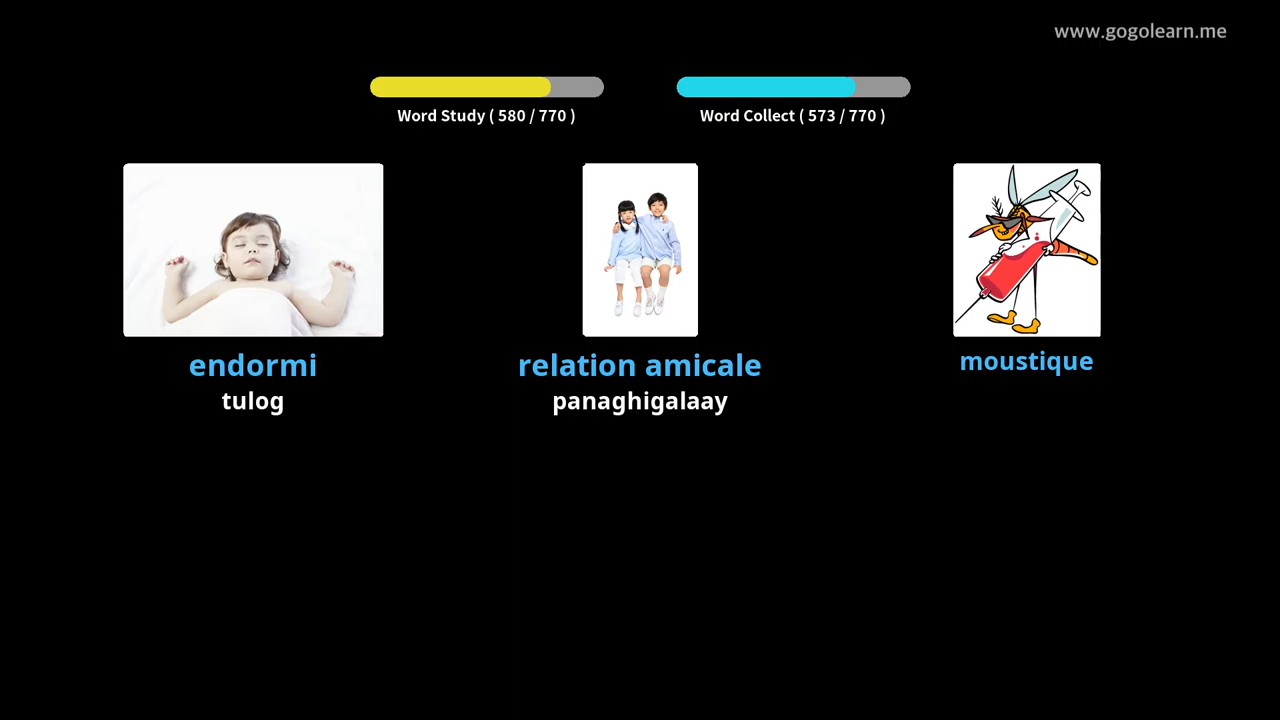 www.gogolearn.me
Word Study ( 580 / 770 )
Word Collect ( 573 / 770 )
endormi
tulog
relation amicale
panaghigalaay
moustique